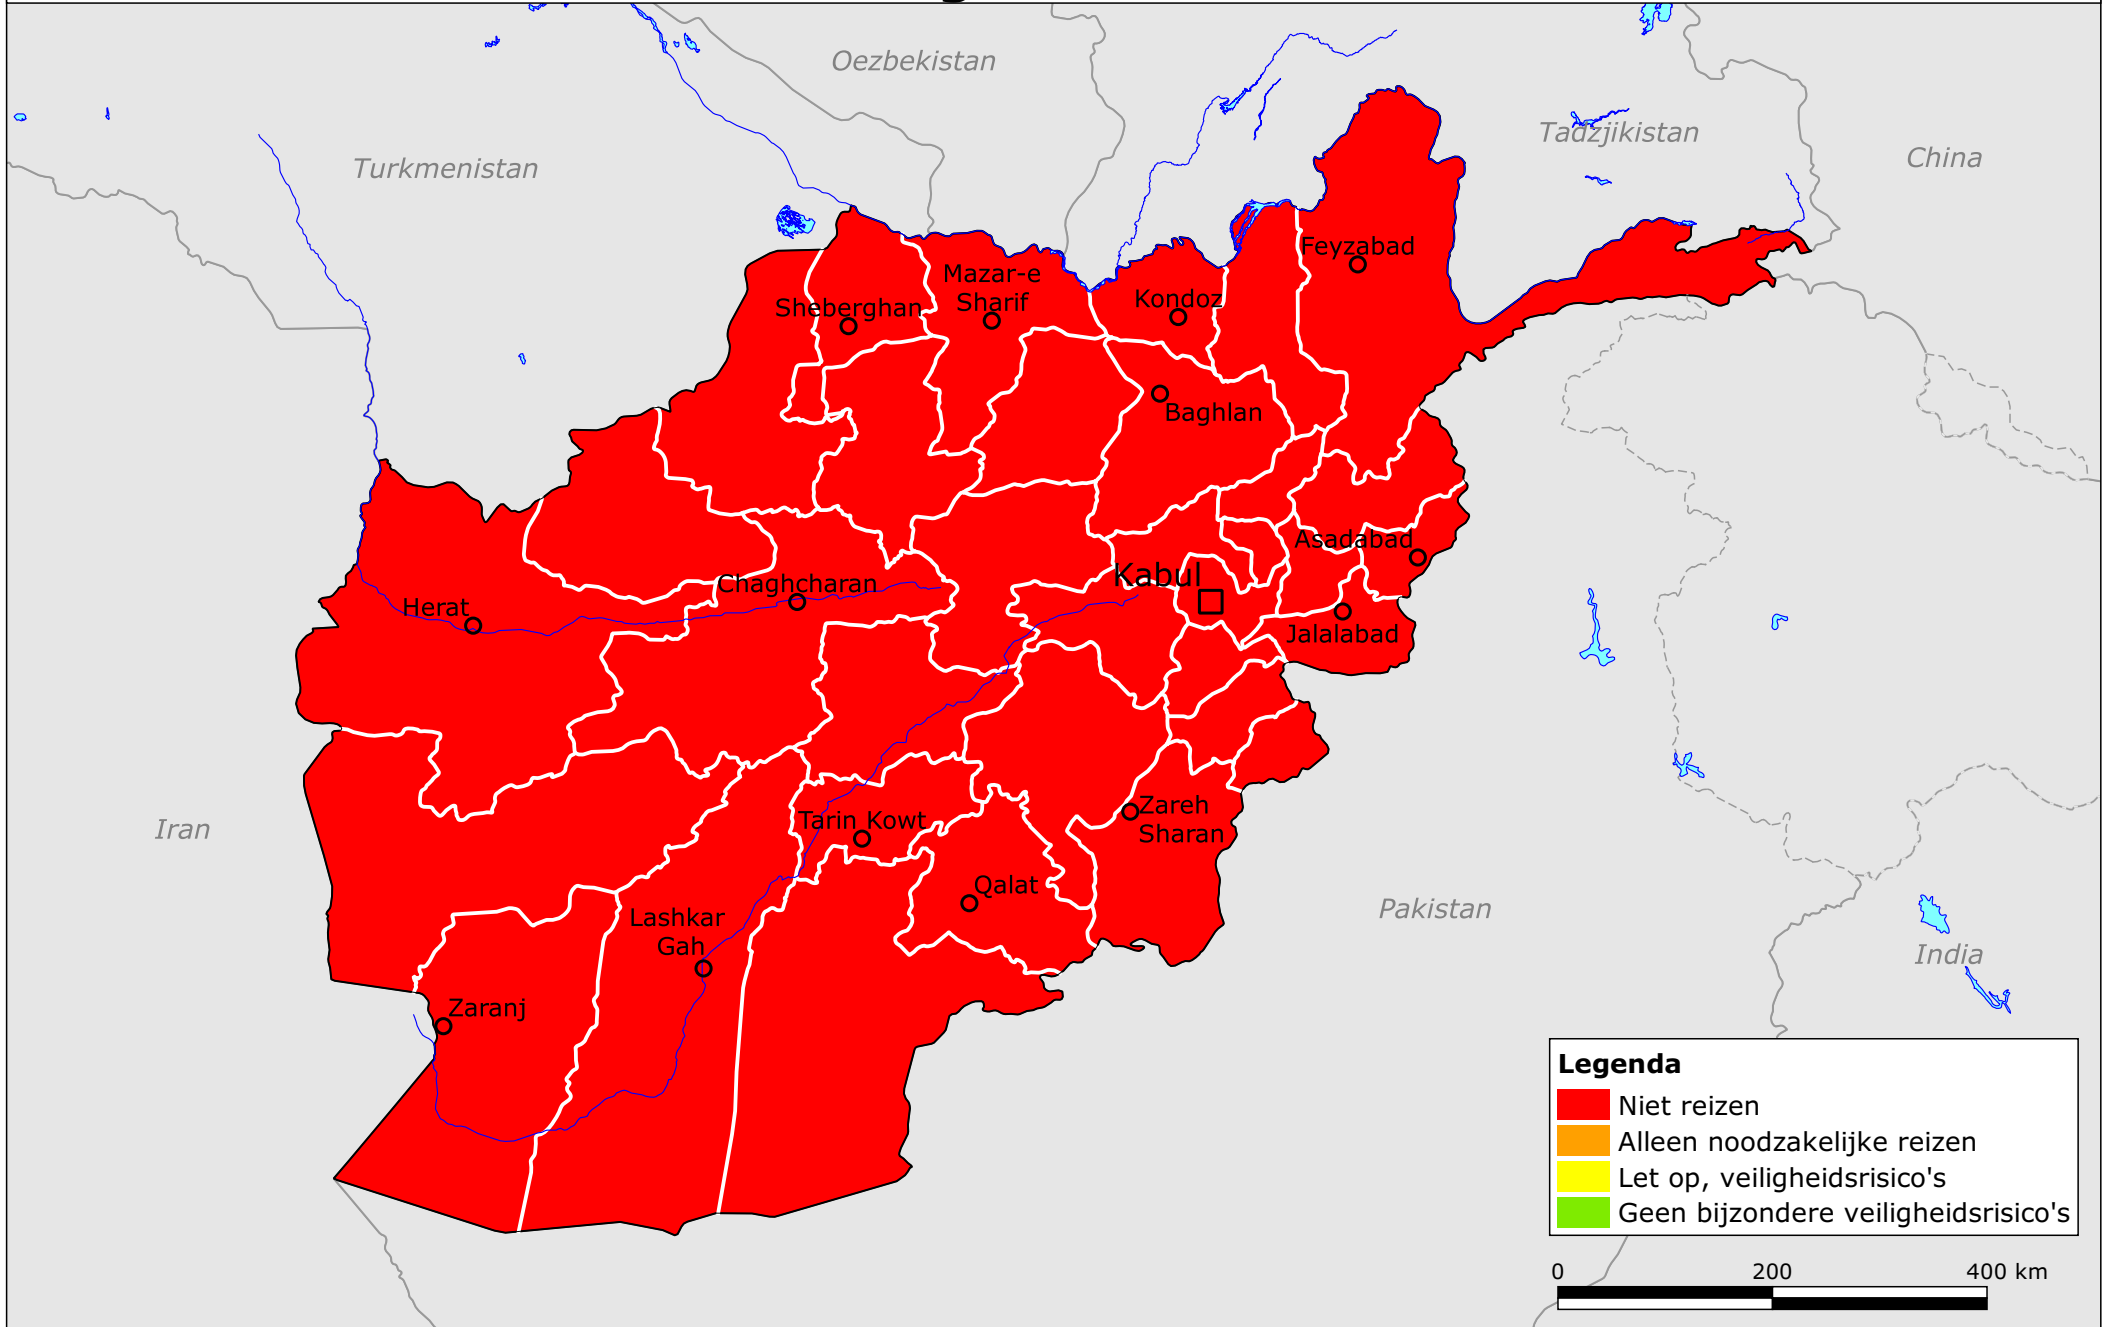 Oezbekistan
Tadzjikistan
China
Turkmenistan
Feyzabad
Mazar-e
Sharif
Sheberghan
Kondoz
Baghlan
Asadabad
Kabul
Chaghcharan
Herat
Jalalabad
Zareh
Sharan
Tarin Kowt
Iran
Qalat
Lashkar
Gah
Pakistan
India
Zaranj
Legenda
Niet reizen
Alleen noodzakelijke reizen
Let op, veiligheidsrisico's
Geen bijzondere veiligheidsrisico's
0 200 400 km